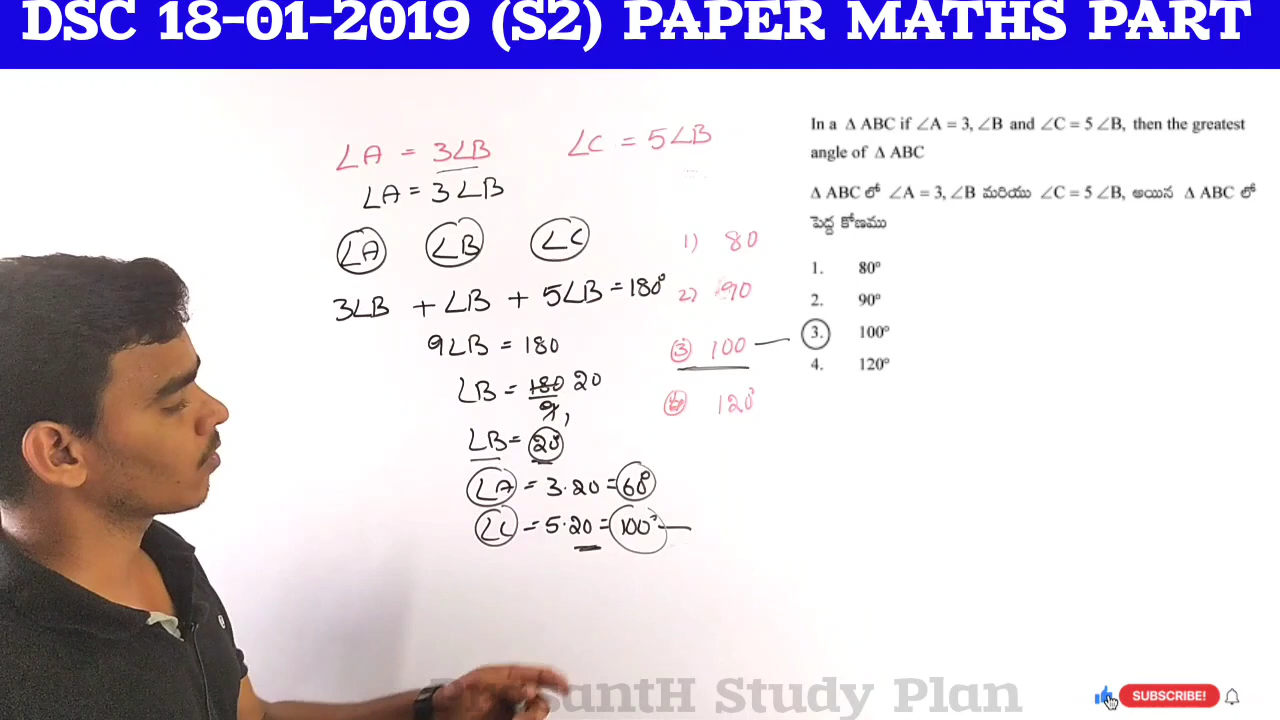 DSC 18-01-2019 (S2) PAPER MATHS PART
∠A = 3∠B ∠C = 5∠B
∠A = 3∠B
∠A ∠B ∠C
3∠B + ∠B + 5∠B = 180°
9∠B = 180
∠B = 180/9 20
∠B = 20°
∠A = 3·20 = 60°
∠C = 5·20 = 100°
1) 80
2) 90
3 100
4 120°
In a Δ ABC if ∠A = 3, ∠B and ∠C = 5 ∠B, then the greatest
angle of Δ ABC
Δ ABC లో ∠A = 3, ∠B మరియు ∠C = 5 ∠B, అయిన Δ ABC లో
పెద్ద కోణము
1. 80°
2. 90°
3. 100°
4. 120°
PrasantH Study Plan
SUBSCRIBE!